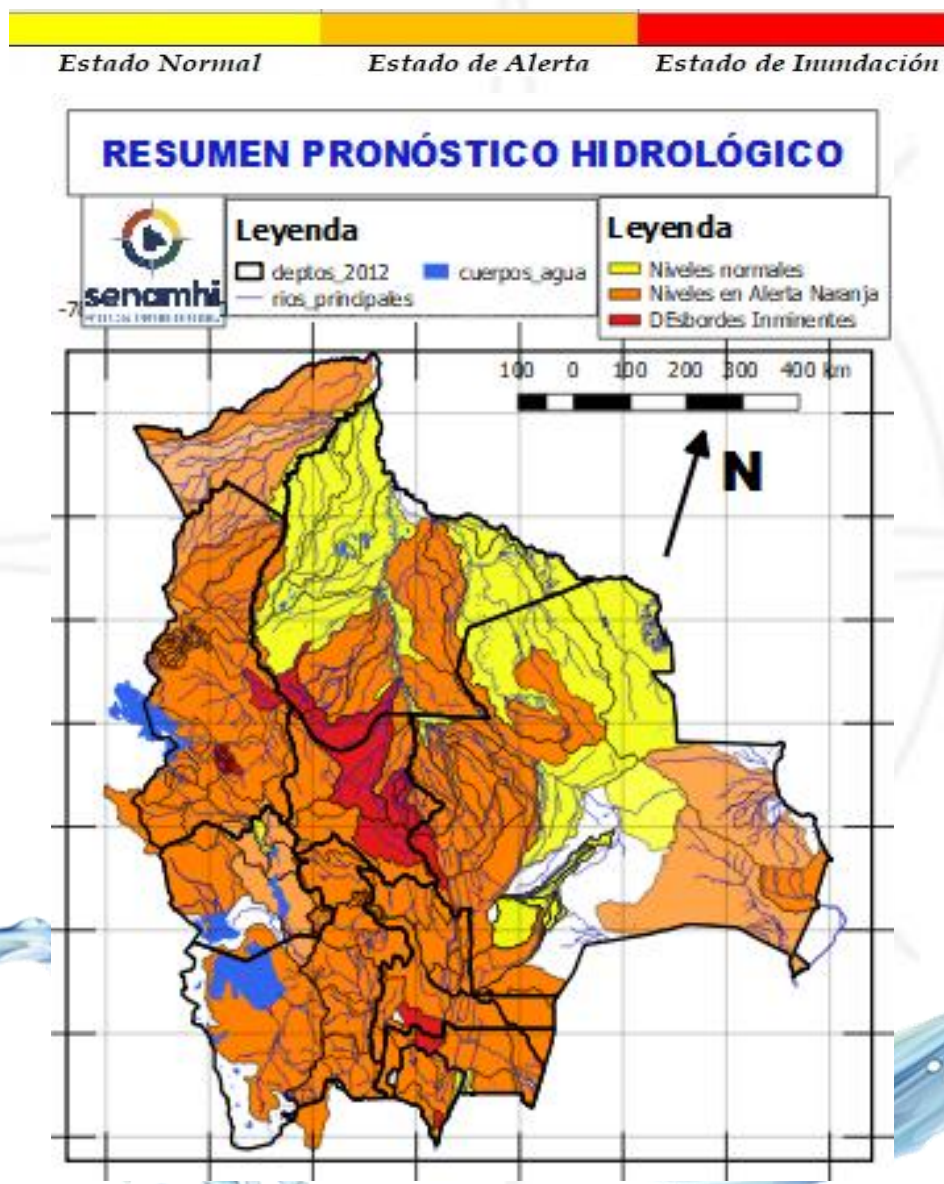 Estado Normal Estado de Alerta Estado de Inundación
RESUMEN PRONÓSTICO HIDROLÓGICO
senamhi
Leyenda
deptos_2012 cuerpos_agua
rios_principales
Leyenda
Niveles normales
Niveles en Alerta Naranja
DEsbordes Inminentes
100 0 100 200 300 400 km
N